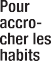 Pour
accro-
cher les
habits